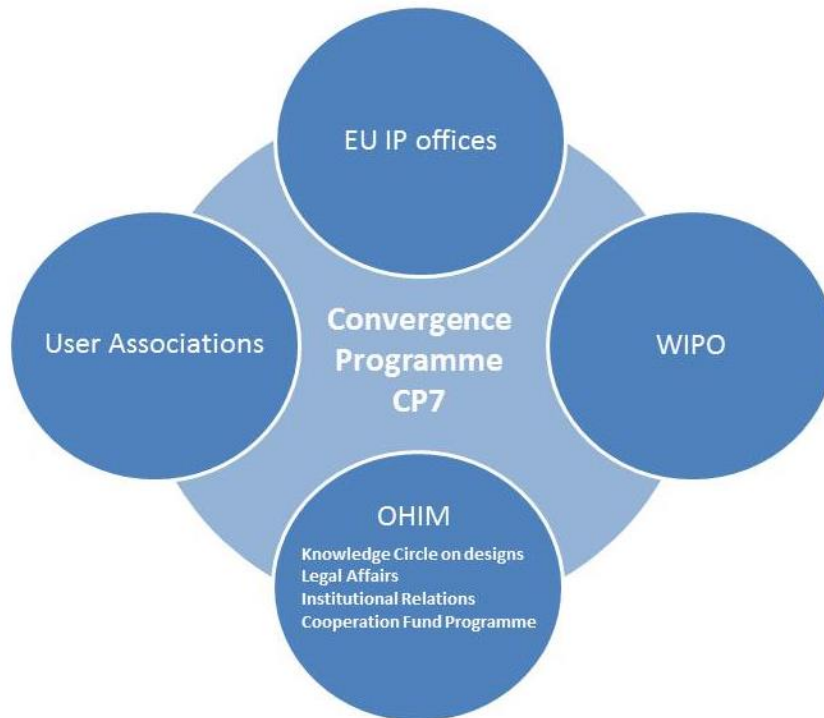 EU IP offices
User Associations
Convergence
Programme
CP7
WIPO
OHIM
Knowledge Circle on designs
Legal Affairs
Institutional Relations
Cooperation Fund Programme